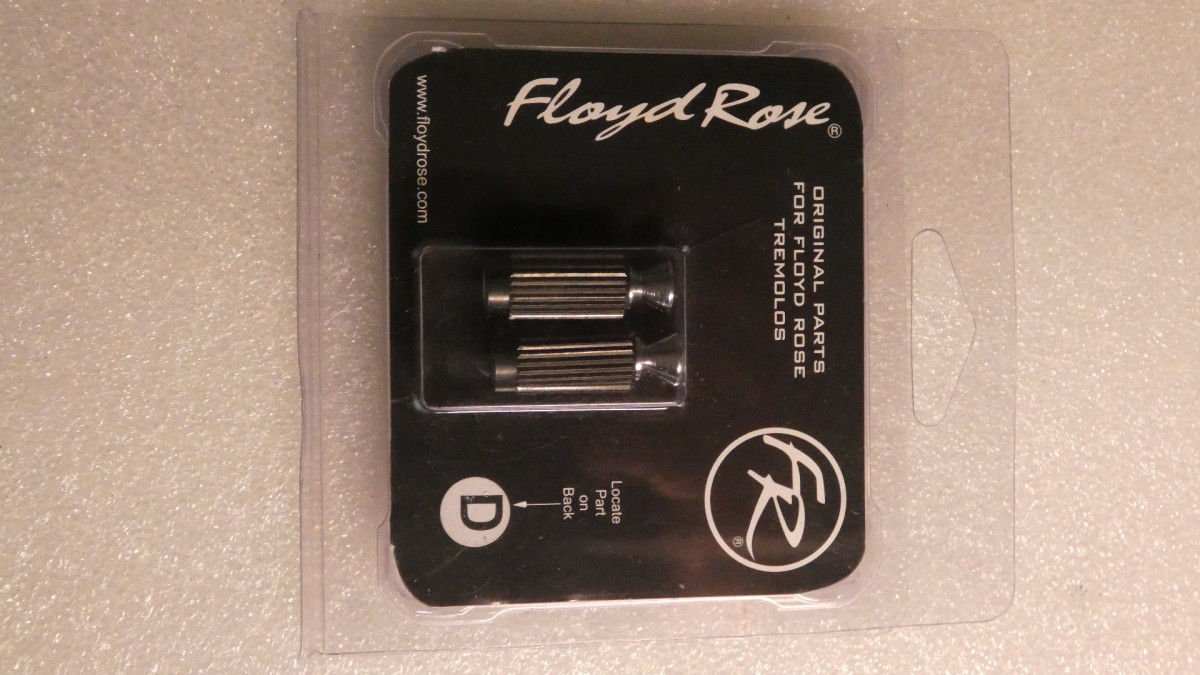 Floyd Rose®
ORIGINAL PARTS
FOR FLOYD ROSE
TREMOLOS
FR®
Locate
Part
on
Back
D
www.floydrose.com